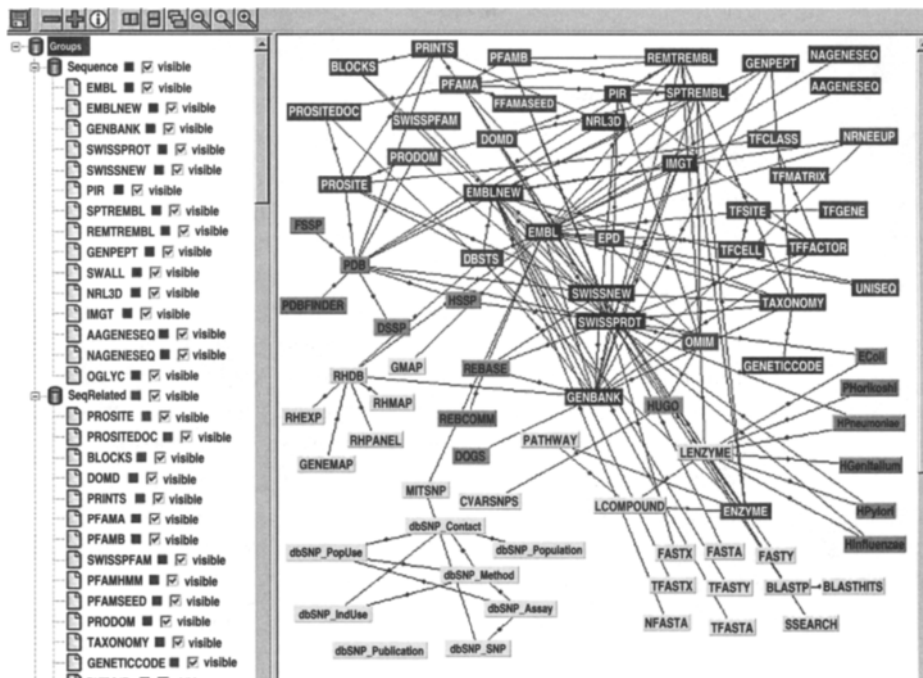 Groups
Sequence visible
EMBL visible
EMBLNEW visible
GENBANK visible
SWISSPROT visible
SWISSNEW visible
PIR visible
SPTREMBL visible
REMTREMBL visible
GENPEPT visible
SWALL visible
NRL3D visible
IMGT visible
AAGENESEQ visible
NAGENESEQ visible
OGLYC visible
SeqRelated visible
PROSITE visible
PROSITEDOC visible
BLOCKS visible
DOMD visible
PRINTS visible
PFAMA visible
PFAMB visible
SWISSPFAM visible
PFAMHMM visible
PFAMSEED visible
PRODOM visible
TAXONOMY visible
GENETICCODE visible
PRINTS
BLOCKS
PFAMB
REMTREMBL
GENPEPT
NAGENESEQ
PFAMA
PIR
SPTREMBL
AAGENESEQ
FFAMASEED
PROSITEDOC
SWISSPFAM
NRL3D
DOMD
TFCLASS
NRNEEUP
PRODOM
IMGT
TFMATRIX
PROSITE
EMBLNEW
TFSITE
TFGENE
FSSP
EMBL
EPD
TFCELL
TFFACTOR
PDB
DBSTS
UNISEQ
SWISSNEW
PDBFINDER
HSSP
TAXONOMY
DSSP
SWISSPRDT
OMIM
ECoil
GMAP
REBASE
GENETICCODE
RHDB
PHorikoshi
RHMAP
GENBANK
HUGO
RHEXP
REBCOMM
HPneumoniae
RHPANEL
PATHWAY
DOGS
LENZYME
GENEMAP
HGenitalium
MITSNP
CVARSNPS
LCOMPOUND
ENZYME
HPylori
dbSNP_Contact
HInfluenzae
dbSNP_PopUse
dbSNP_Population
FASTX
FASTA
FASTY
dbSNP_Method
TFASTX
TFASTY
BLASTP
BLASTHITS
dbSNP_IndUse
dbSNP_Assay
NFASTA
TFASTA
SSEARCH
dbSNP_Publication
dbSNP_SNP